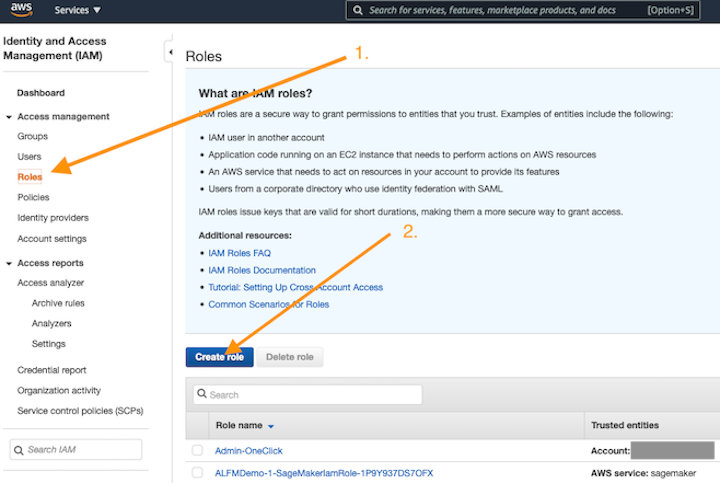 aws
Services ▼
Search for services, features, marketplace products, and docs [Option+S]
Identity and Access
Management (IAM)
Dashboard
Access management
Groups
Users
Roles
Policies
Identity providers
Account settings
Access reports
Access analyzer
Archive rules
Analyzers
Settings
Credential report
Organization activity
Service control policies (SCPs)
Search IAM
1.
Roles
What are IAM roles?
IAM roles are a secure way to grant permissions to entities that you trust. Examples of entities include the following:
• IAM user in another account
• Application code running on an EC2 instance that needs to perform actions on AWS resources
• An AWS service that needs to act on resources in your account to provide its features
• Users from a corporate directory who use identity federation with SAML
IAM roles issue keys that are valid for short durations, making them a more secure way to grant access.
2.
Additional resources:
• IAM Roles FAQ
• IAM Roles Documentation
• Tutorial: Setting Up Cross Account Access
• Common Scenarios for Roles
Create role Delete role
Search
Role name Trusted entities
Admin-OneClick Account:
ALFMDemo-1-SageMakerIamRole-1P9Y937DS7OFX AWS service: sagemaker